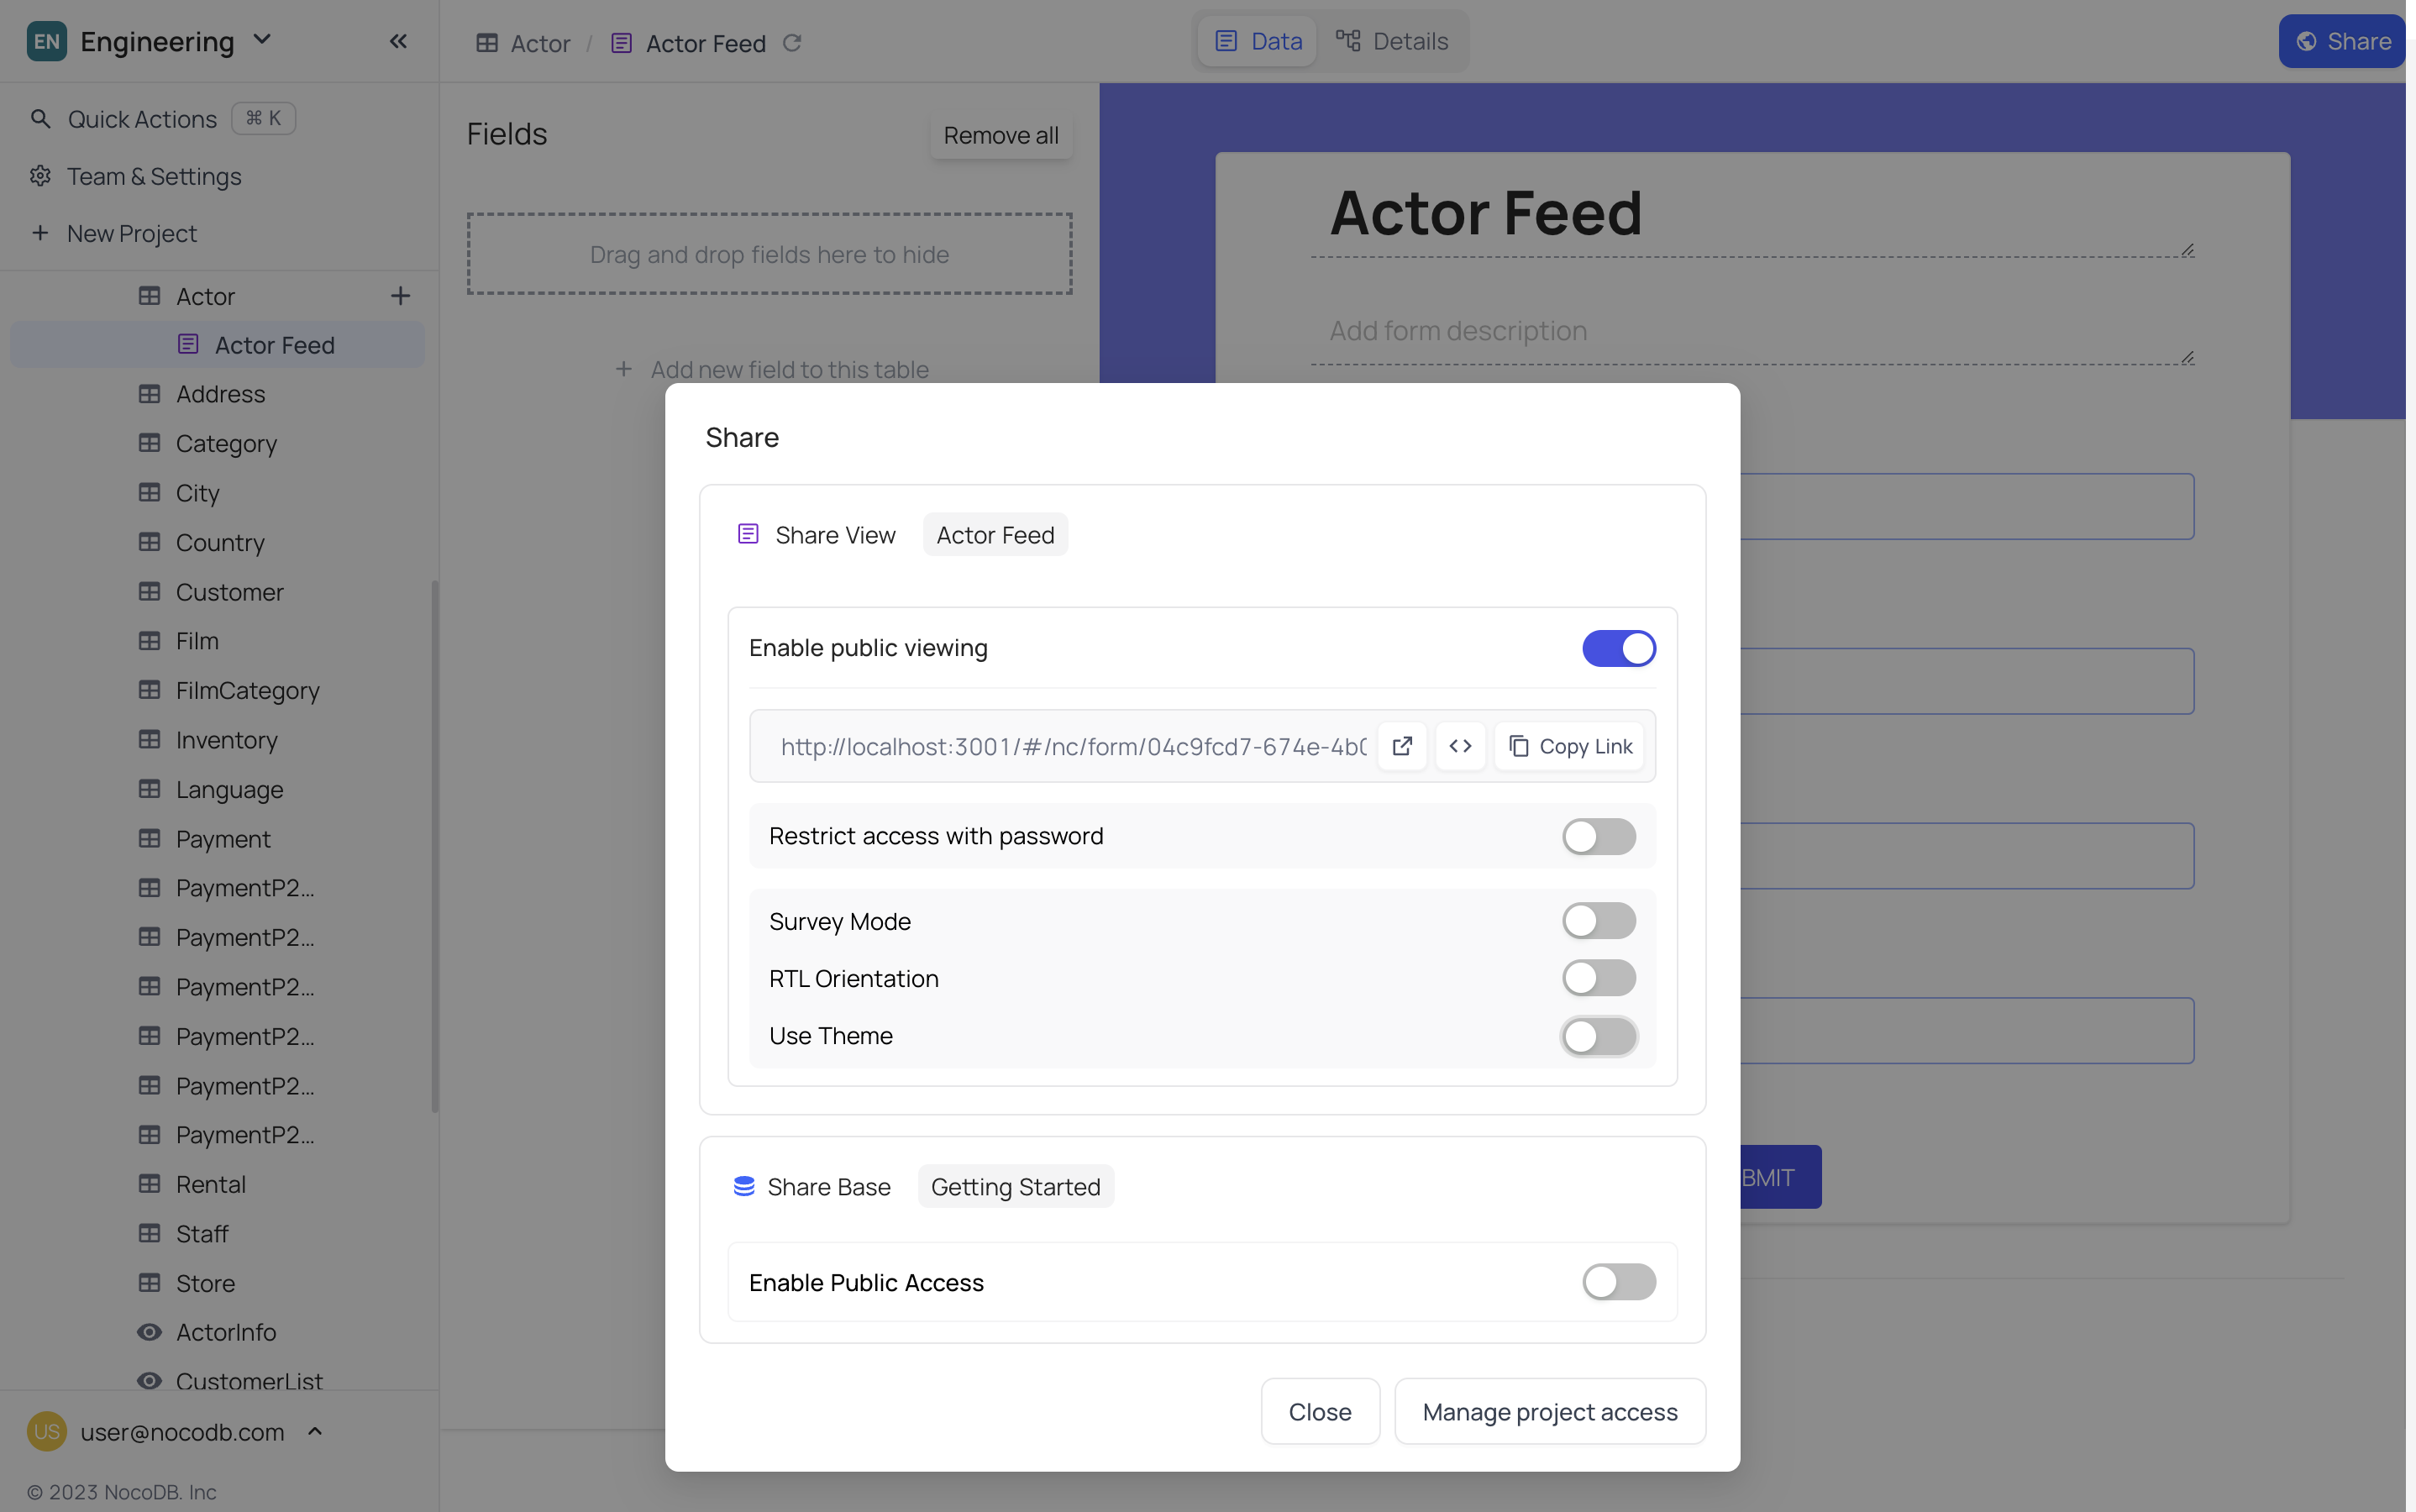 EN Engineering
Actor / Actor Feed
Data Details
Share
Quick Actions ⌘ K
Team & Settings
New Project
Actor
Actor Feed
Address
Category
City
Country
Customer
Film
FilmCategory
Inventory
Language
Payment
PaymentP2...
PaymentP2...
PaymentP2...
PaymentP2...
PaymentP2...
PaymentP2...
Rental
Staff
Store
ActorInfo
CustomerList
US user@nocodb.com
© 2023 NocoDB. Inc
Fields
Remove all
Drag and drop fields here to hide
Add new field to this table
Actor Feed
Add form description
BMIT
Share
Share View Actor Feed
Enable public viewing
http://localhost:3001/#/nc/form/04c9fcd7-674e-4b0
Copy Link
Restrict access with password
Survey Mode
RTL Orientation
Use Theme
Share Base Getting Started
Enable Public Access
Close
Manage project access